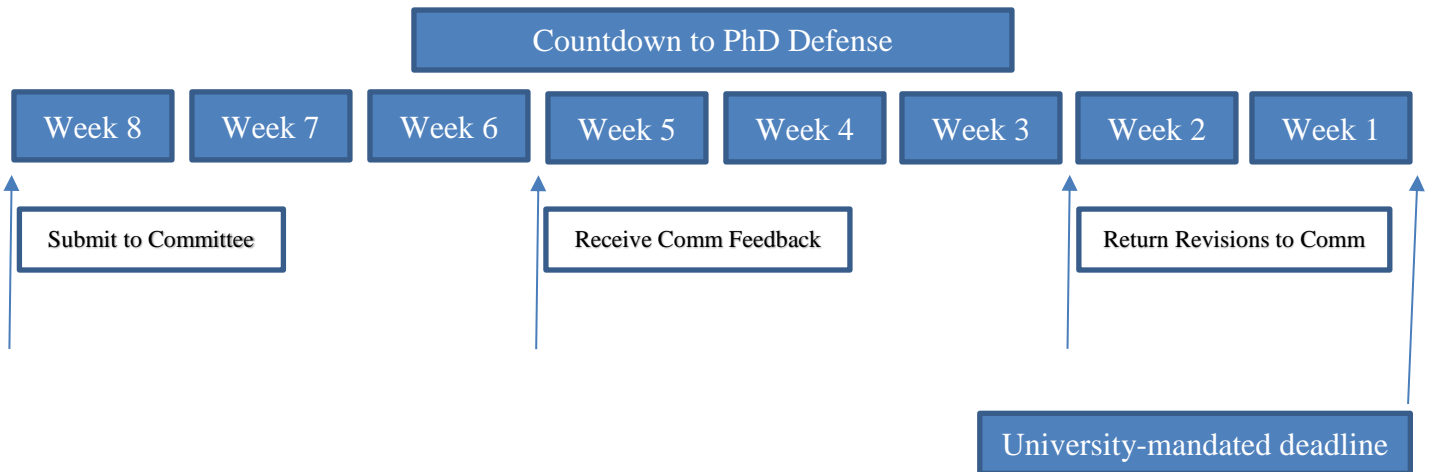 Countdown to PhD Defense
Week 8
Week 7
Week 6
Week 5
Week 4
Week 3
Week 2
Week 1
Submit to Committee
Receive Comm Feedback
Return Revisions to Comm
University-mandated deadline